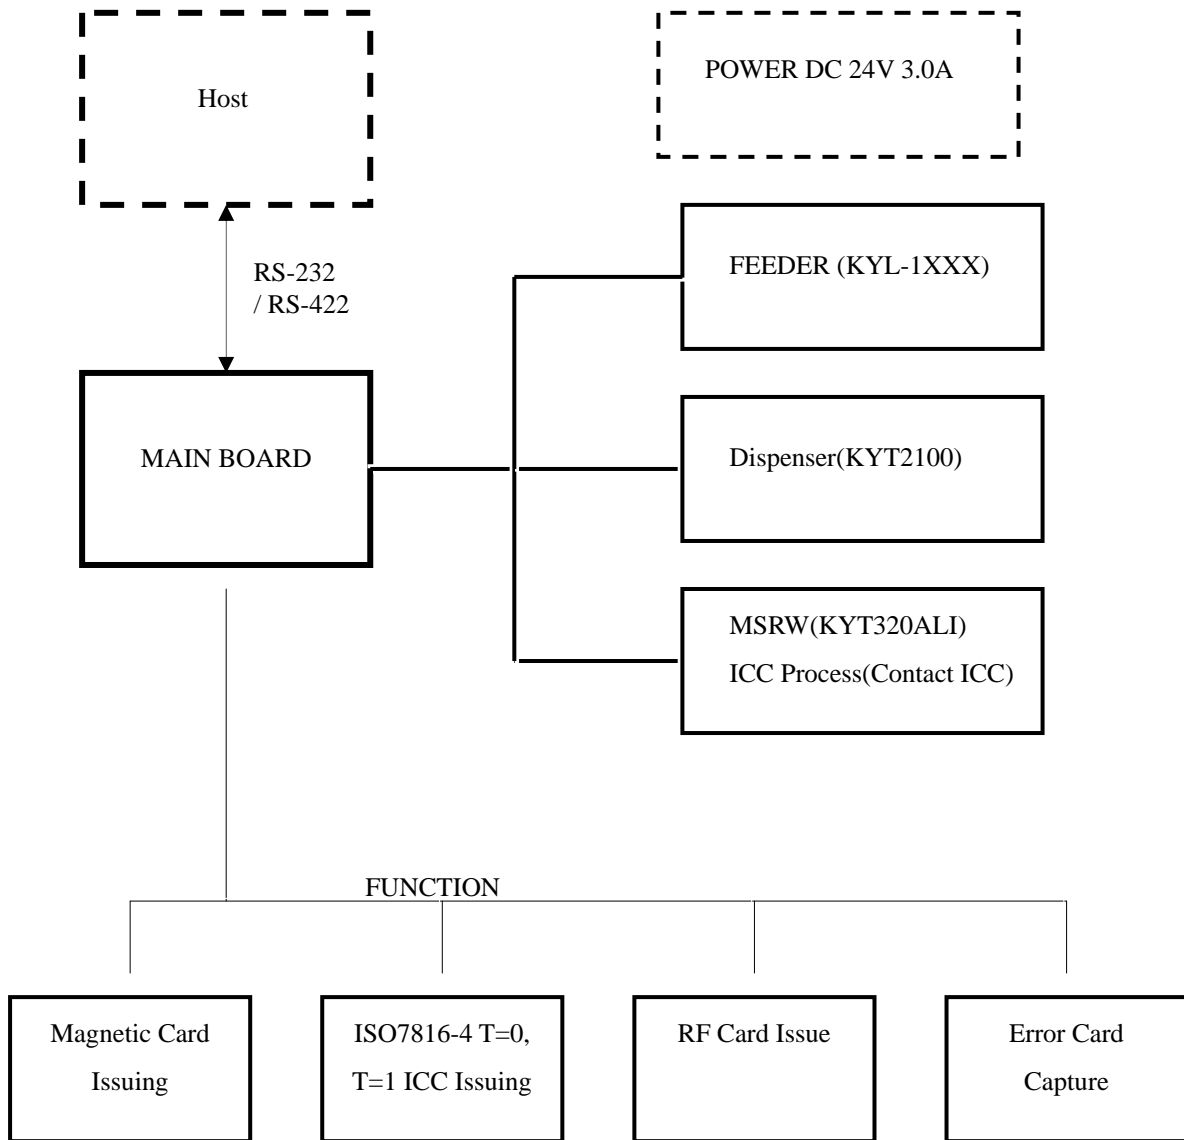 Host
POWER DC 24V 3.0A
RS-232
/ RS-422
FEEDER (KYL-1XXX)
MAIN BOARD
Dispenser(KYT2100)
MSRW(KYT320ALI)
ICC Process(Contact ICC)
FUNCTION
Magnetic Card
Issuing
ISO7816-4 T=0,
T=1 ICC Issuing
RF Card Issue
Error Card
Capture